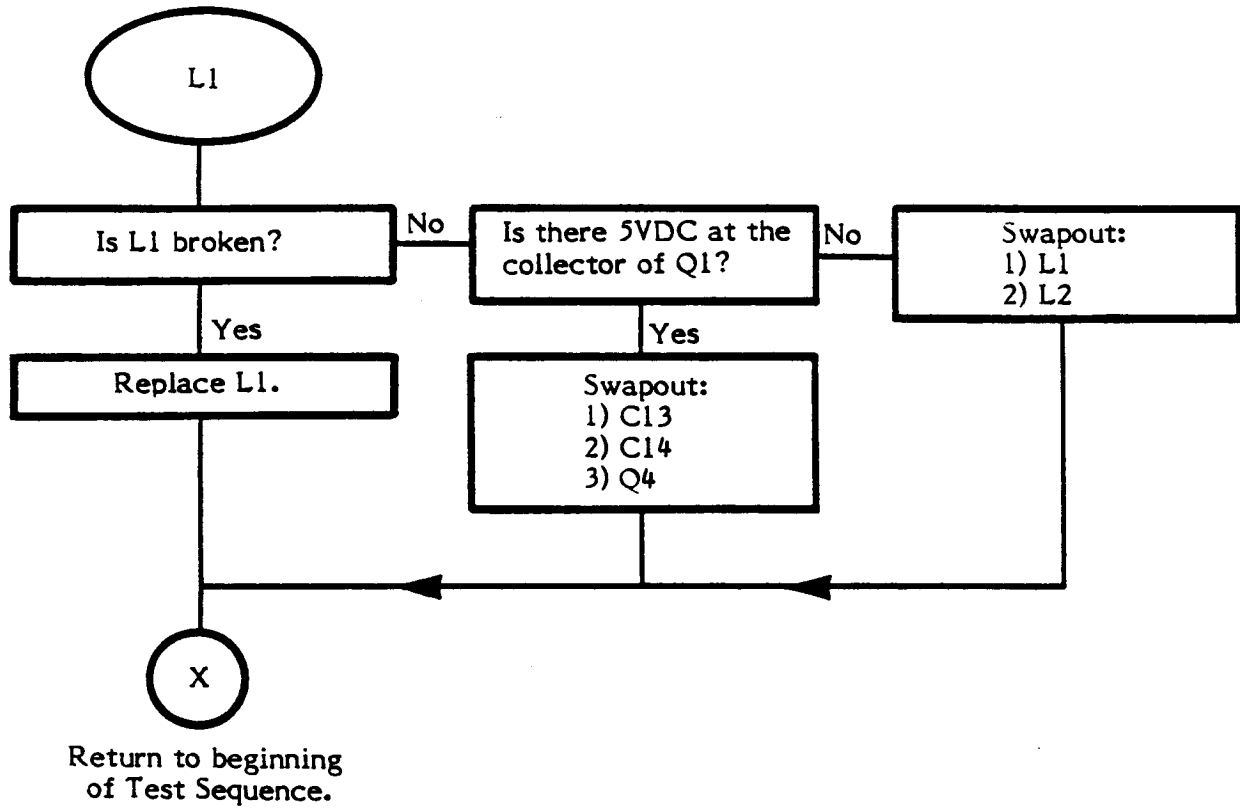 L1
Is L1 broken?
No
Is there 5VDC at the
collector of Q1?
No
Swapout:
1) L1
2) L2
Yes
Replace L1.
Yes
Swapout:
1) C13
2) C14
3) Q4
X
Return to beginning
of Test Sequence.